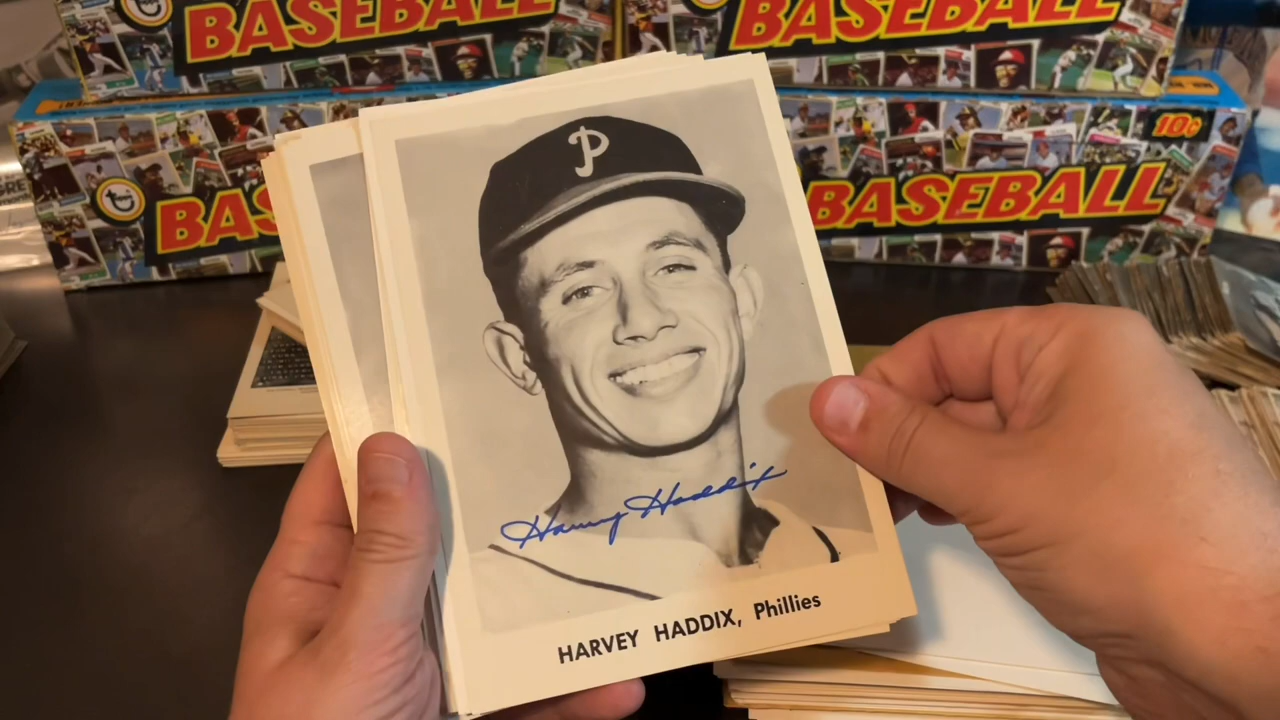 BASEBALL
BASEBALL
10¢
BAS
BASEBALL
P
Harvey Haddix
HARVEY HADDIX, Phillies